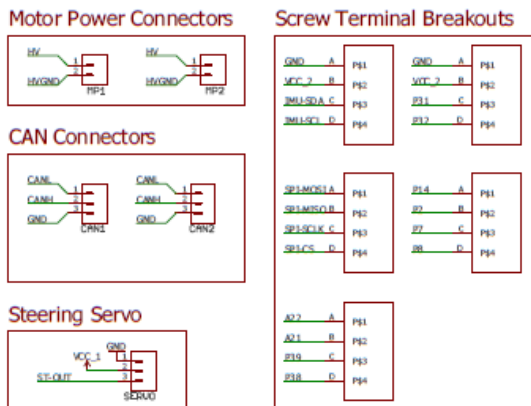 Motor Power Connectors
HV 1
HVGND 2
MP1
HV 1
HVGND 2
MP2
CAN Connectors
CANL 1
CANH 2
GND 3
CAN1
CANL 1
CANH 2
GND 3
CAN2
Steering Servo
GND 1
VCC_1 2
ST-OUT 3
SERVO
Screw Terminal Breakouts
GND A P$1
VCC_2 B P$2
IMU-SDA C P$3
IMU-SCL D P$4
GND A P$1
VCC_2 B P$2
P31 C P$3
P32 D P$4
SPI-MOSI A P$1
SPI-MISO B P$2
SPI-SCLK C P$3
SPI-CS D P$4
P14 A P$1
P2 B P$2
P7 C P$3
P8 D P$4
A22 A P$1
A21 B P$2
P39 C P$3
P38 D P$4